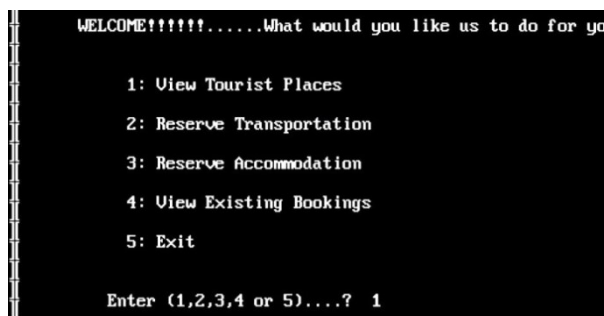 WELCOME!!!!!!......What would you like us to do for yo
1: View Tourist Places
2: Reserve Transportation
3: Reserve Accommodation
4: View Existing Bookings
5: Exit
Enter (1,2,3,4 or 5)....? 1